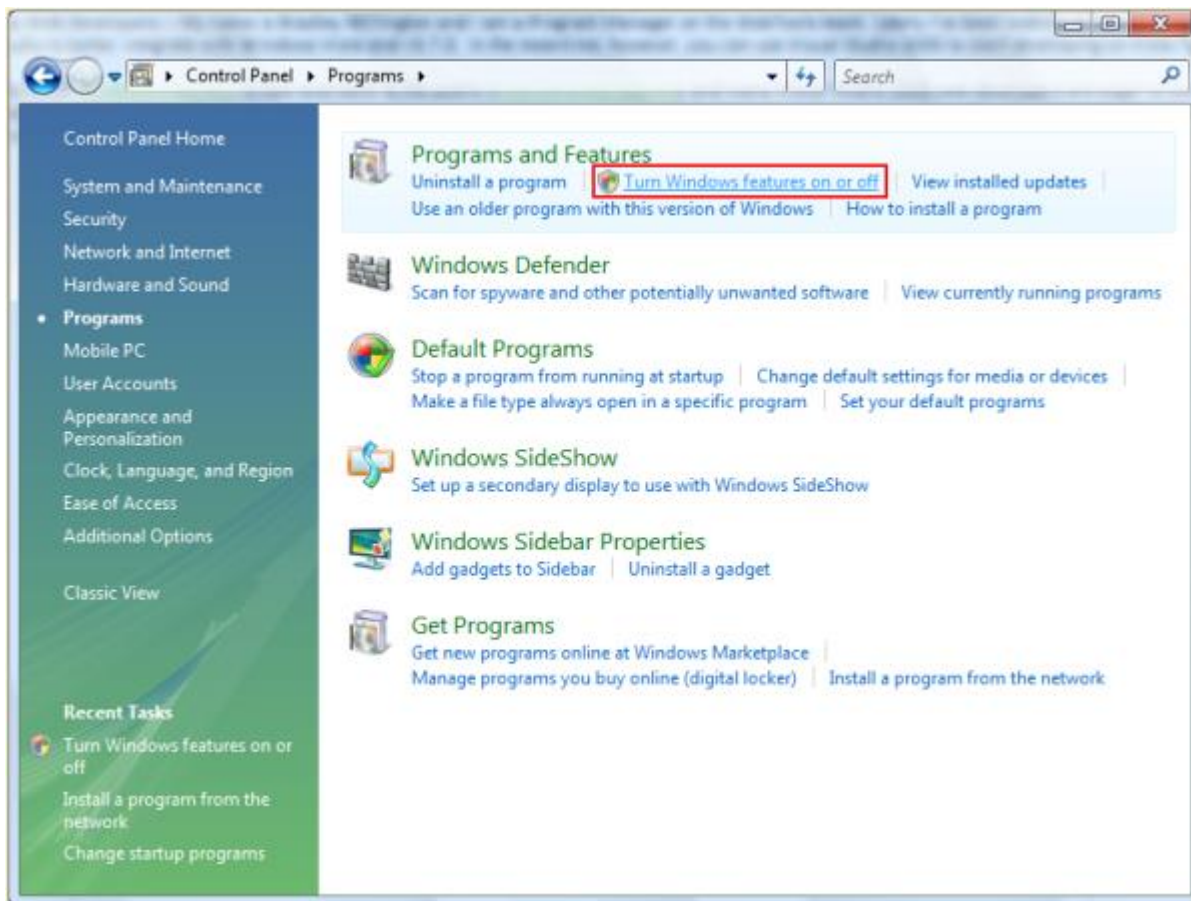 Control Panel Programs
Search
Control Panel Home
System and Maintenance
Security
Network and Internet
Hardware and Sound
Programs
Mobile PC
User Accounts
Appearance and
Personalization
Clock, Language, and Region
Ease of Access
Additional Options
Classic View
Recent Tasks
Turn Windows features on or
off
Install a program from the
network
Change startup programs
Programs and Features
Uninstall a program Turn Windows features on or off View installed updates
Use an older program with this version of Windows How to install a program
Windows Defender
Scan for spyware and other potentially unwanted software View currently running programs
Default Programs
Stop a program from running at startup Change default settings for media or devices
Make a file type always open in a specific program Set your default programs
Windows SideShow
Set up a secondary display to use with Windows SideShow
Windows Sidebar Properties
Add gadgets to Sidebar Uninstall a gadget
Get Programs
Get new programs online at Windows Marketplace
Manage programs you buy online (digital locker) Install a program from the network